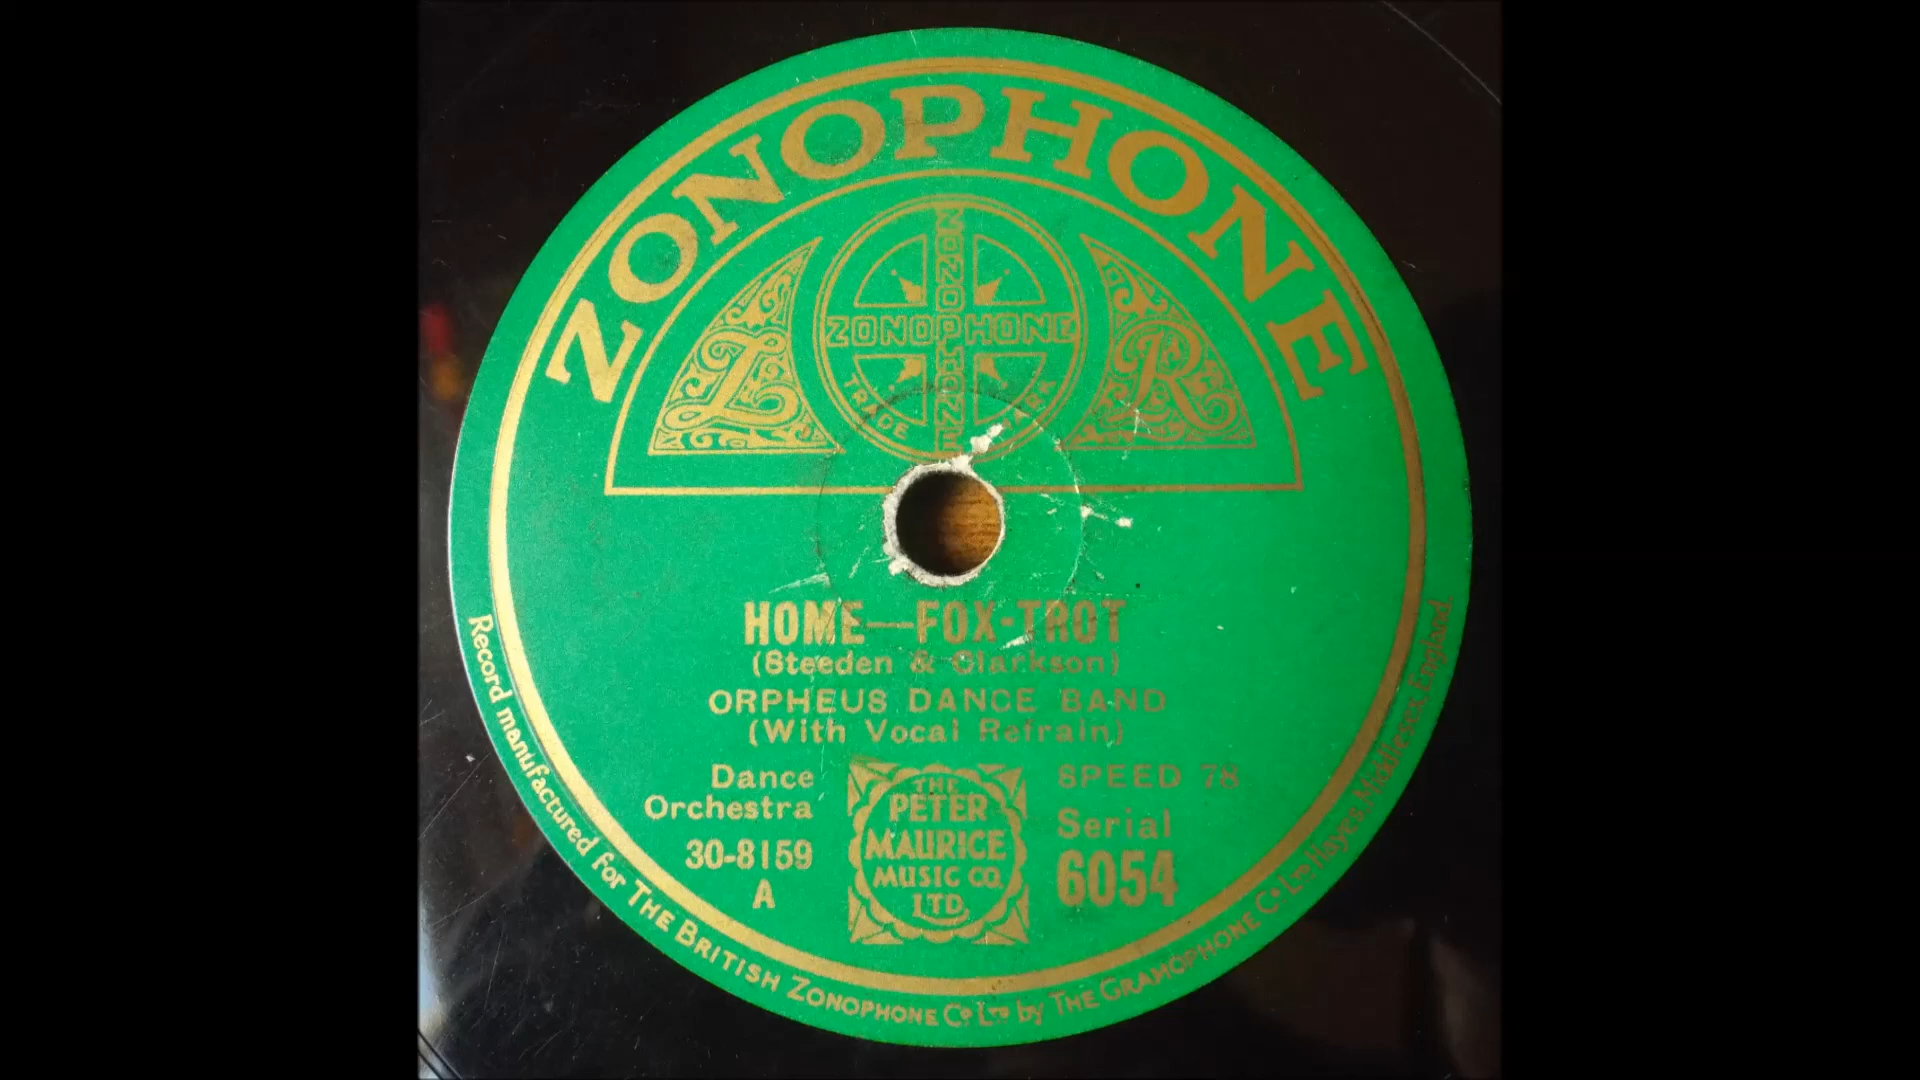 ZONOPHONE
ZONOPHONE
ZONOPHONE
TRADE MARK
Z R
HOME—FOX-TROT
(Steeden & Clarkson)
ORPHEUS DANCE BAND
(With Vocal Refrain)
Dance
Orchestra
30-8159
A
THE
PETER
MAURICE
MUSIC CO.
LTD.
SPEED 78
Serial
6054
Record manufactured for THE BRITISH ZONOPHONE Co LTD by THE GRAMOPHONE Co LTD Hayes, Middlesex, England.